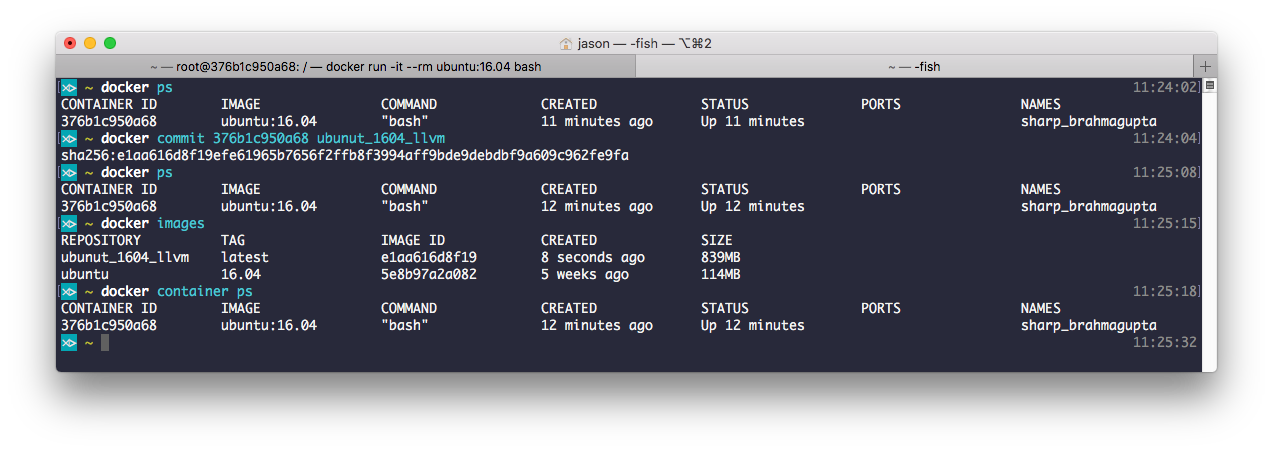 jason — -fish — ⌥⌘2
~ — root@376b1c950a68: / — docker run -it --rm ubuntu:16.04 bash ~ — -fish +
~ docker ps 11:24:02
CONTAINER ID IMAGE COMMAND CREATED STATUS PORTS NAMES
376b1c950a68 ubuntu:16.04 "bash" 11 minutes ago Up 11 minutes sharp_brahmagupta
~ docker commit 376b1c950a68 ubunut_1604_llvm 11:24:04
sha256:e1aa616d8f19efe61965b7656f2ffb8f3994aff9bde9debdbf9a609c962fe9fa
~ docker ps 11:25:08
CONTAINER ID IMAGE COMMAND CREATED STATUS PORTS NAMES
376b1c950a68 ubuntu:16.04 "bash" 12 minutes ago Up 12 minutes sharp_brahmagupta
~ docker images 11:25:15
REPOSITORY TAG IMAGE ID CREATED SIZE
ubunut_1604_llvm latest e1aa616d8f19 8 seconds ago 839MB
ubuntu 16.04 5e8b97a2a082 5 weeks ago 114MB
~ docker container ps 11:25:18
CONTAINER ID IMAGE COMMAND CREATED STATUS PORTS NAMES
376b1c950a68 ubuntu:16.04 "bash" 12 minutes ago Up 12 minutes sharp_brahmagupta
~ 11:25:32